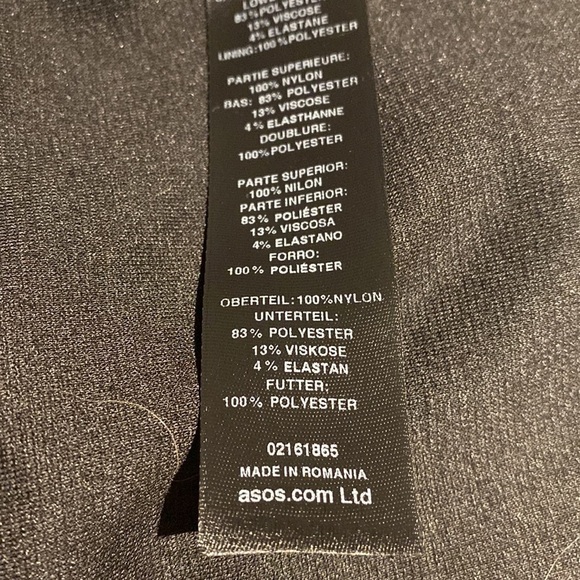 LOW
83% POLYESTER
13% VISCOSE
4% ELASTANE
LINING:100% POLYESTER
PARTIE SUPERIEURE:
100% NYLON
BAS: 83% POLYESTER
13% VISCOSE
4% ELASTHANNE
DOUBLURE:
100%POLYESTER
PARTE SUPERIOR:
100% NILON
PARTE INFERIOR:
83% POLIÉSTER
13% VISCOSA
4% ELASTANO
FORRO:
100% POLIÉSTER
OBERTEIL:100%NYLON
UNTERTEIL:
83% POLYESTER
13% VISKOSE
4% ELASTAN
FUTTER:
100% POLYESTER
02161865
MADE IN ROMANIA
asos.com Ltd